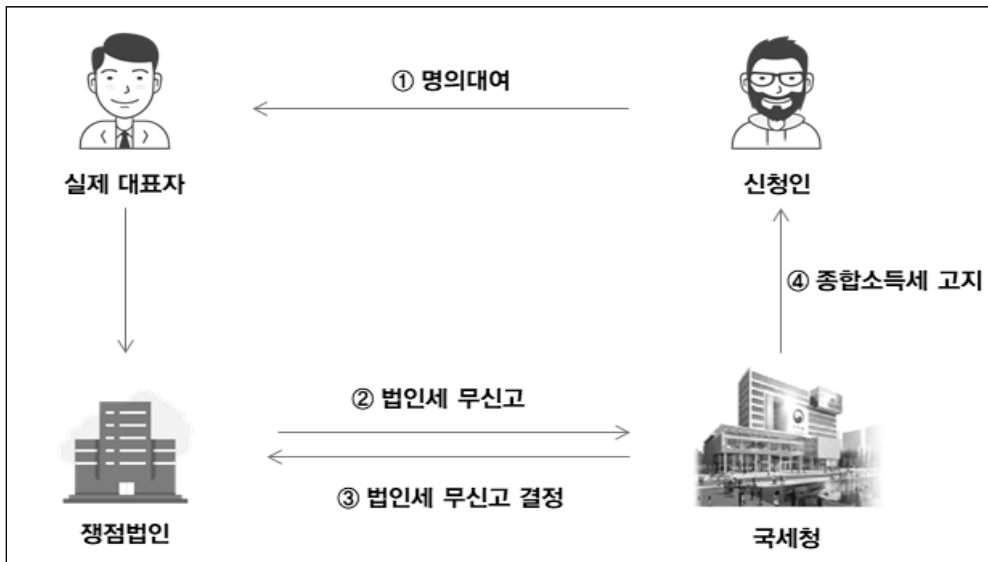 ① 명의대여
실제 대표자
신청인
④ 종합소득세 고지
② 법인세 무신고
③ 법인세 무신고 결정
쟁점법인
국세청